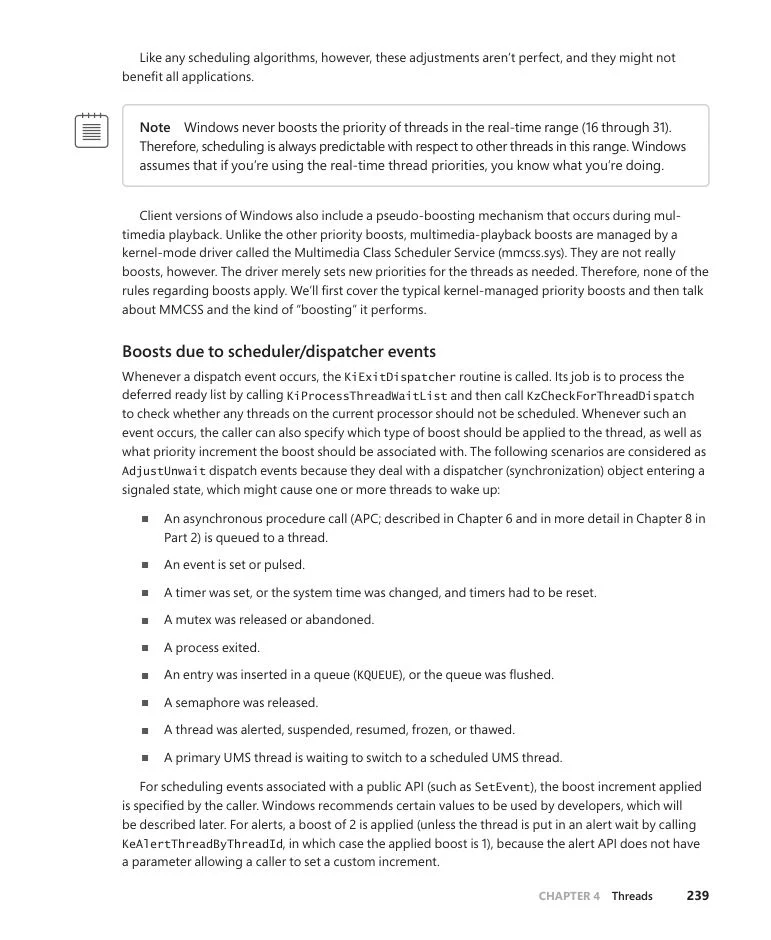 Like any scheduling algorithms, however, these adjustments aren’t perfect, and they might not
benefit all applications.
Note Windows never boosts the priority of threads in the real-time range (16 through 31).
Therefore, scheduling is always predictable with respect to other threads in this range. Windows
assumes that if you’re using the real-time thread priorities, you know what you’re doing.
Client versions of Windows also include a pseudo-boosting mechanism that occurs during mul-
timedia playback. Unlike the other priority boosts, multimedia-playback boosts are managed by a
kernel-mode driver called the Multimedia Class Scheduler Service (mmcss.sys). They are not really
boosts, however. The driver merely sets new priorities for the threads as needed. Therefore, none of the
rules regarding boosts apply. We’ll first cover the typical kernel-managed priority boosts and then talk
about MMCSS and the kind of “boosting” it performs.
Boosts due to scheduler/dispatcher events
Whenever a dispatch event occurs, the KiExitDispatcher routine is called. Its job is to process the
deferred ready list by calling KiProcessThreadWaitList and then call KzCheckForThreadDispatch
to check whether any threads on the current processor should not be scheduled. Whenever such an
event occurs, the caller can also specify which type of boost should be applied to the thread, as well as
what priority increment the boost should be associated with. The following scenarios are considered as
AdjustUnwait dispatch events because they deal with a dispatcher (synchronization) object entering a
signaled state, which might cause one or more threads to wake up:
■ An asynchronous procedure call (APC; described in Chapter 6 and in more detail in Chapter 8 in
Part 2) is queued to a thread.
■ An event is set or pulsed.
■ A timer was set, or the system time was changed, and timers had to be reset.
■ A mutex was released or abandoned.
■ A process exited.
■ An entry was inserted in a queue (KQUEUE), or the queue was flushed.
■ A semaphore was released.
■ A thread was alerted, suspended, resumed, frozen, or thawed.
■ A primary UMS thread is waiting to switch to a scheduled UMS thread.
For scheduling events associated with a public API (such as SetEvent), the boost increment applied
is specified by the caller. Windows recommends certain values to be used by developers, which will
be described later. For alerts, a boost of 2 is applied (unless the thread is put in an alert wait by calling
KeAlertThreadByThreadId, in which case the applied boost is 1), because the alert API does not have
a parameter allowing a caller to set a custom increment.
CHAPTER 4 Threads 239